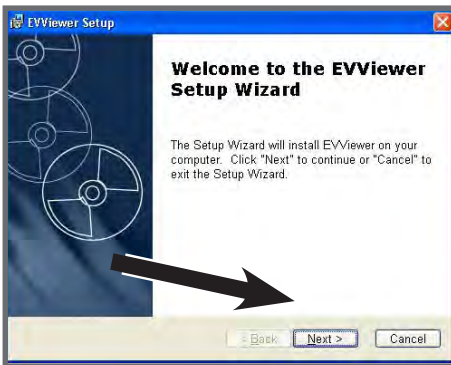 EVViewer Setup
Welcome to the EVViewer
Setup Wizard
The Setup Wizard will install EVViewer on your
computer. Click "Next" to continue or "Cancel" to
exit the Setup Wizard.
< Back Next > Cancel